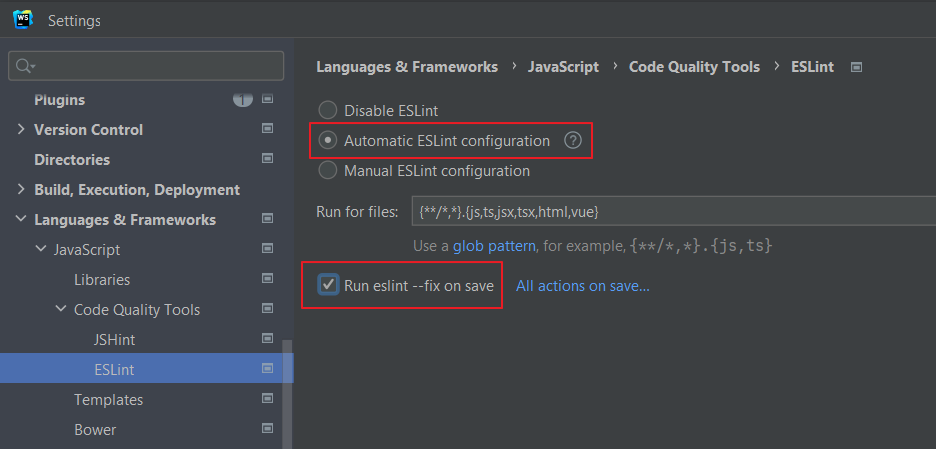 WS
Settings
Plugins 1
Version Control
Directories
Build, Execution, Deployment
Languages & Frameworks
JavaScript
Libraries
Code Quality Tools
JSHint
ESLint
Templates
Bower
Languages & Frameworks › JavaScript › Code Quality Tools › ESLint
Disable ESLint
Automatic ESLint configuration ?
Manual ESLint configuration
Run for files: {**/*,*}.{js,ts,jsx,tsx,html,vue}
Use a glob pattern, for example, {**/*,*}.{js,ts}
Run eslint --fix on save All actions on save...